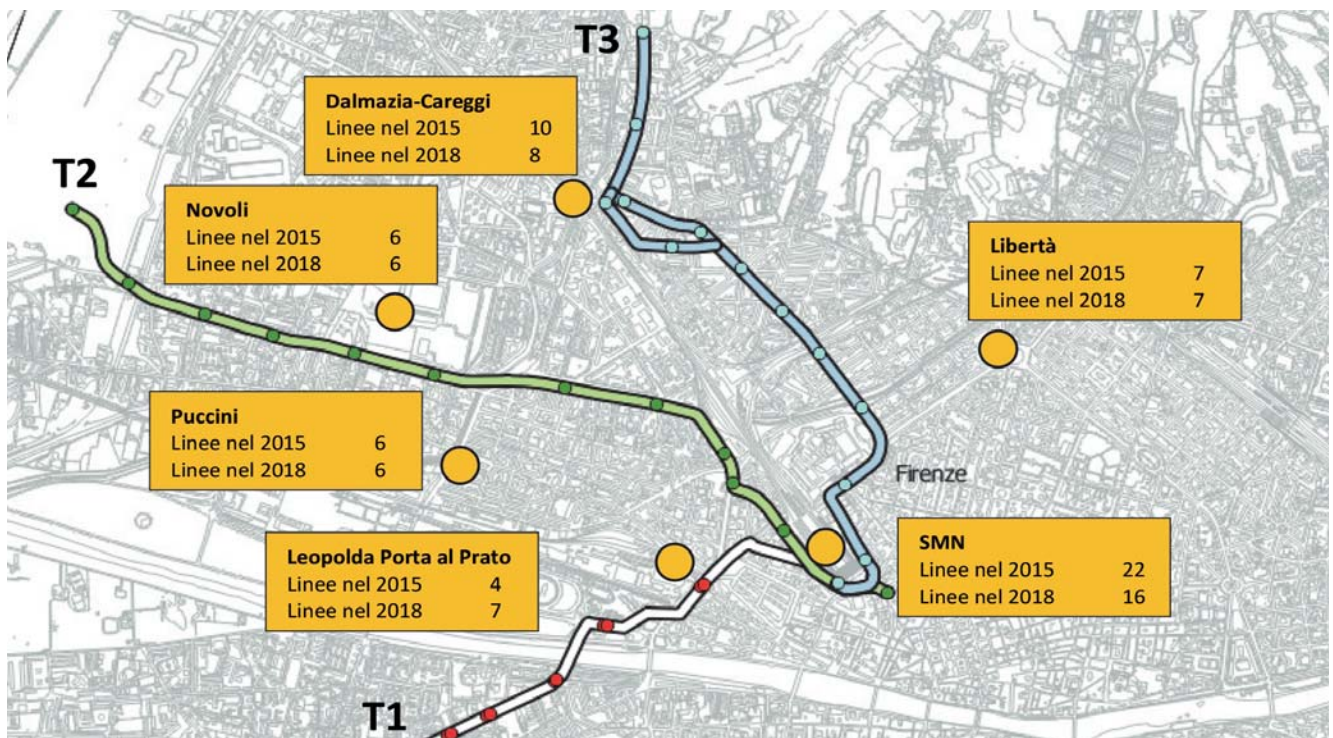 T3
Dalmazia-Careggi
Linee nel 2015 10
Linee nel 2018 8
T2
Novoli
Linee nel 2015 6
Linee nel 2018 6
Libertà
Linee nel 2015 7
Linee nel 2018 7
Puccini
Linee nel 2015 6
Linee nel 2018 6
Firenze
Leopolda Porta al Prato
Linee nel 2015 4
Linee nel 2018 7
SMN
Linee nel 2015 22
Linee nel 2018 16
T1